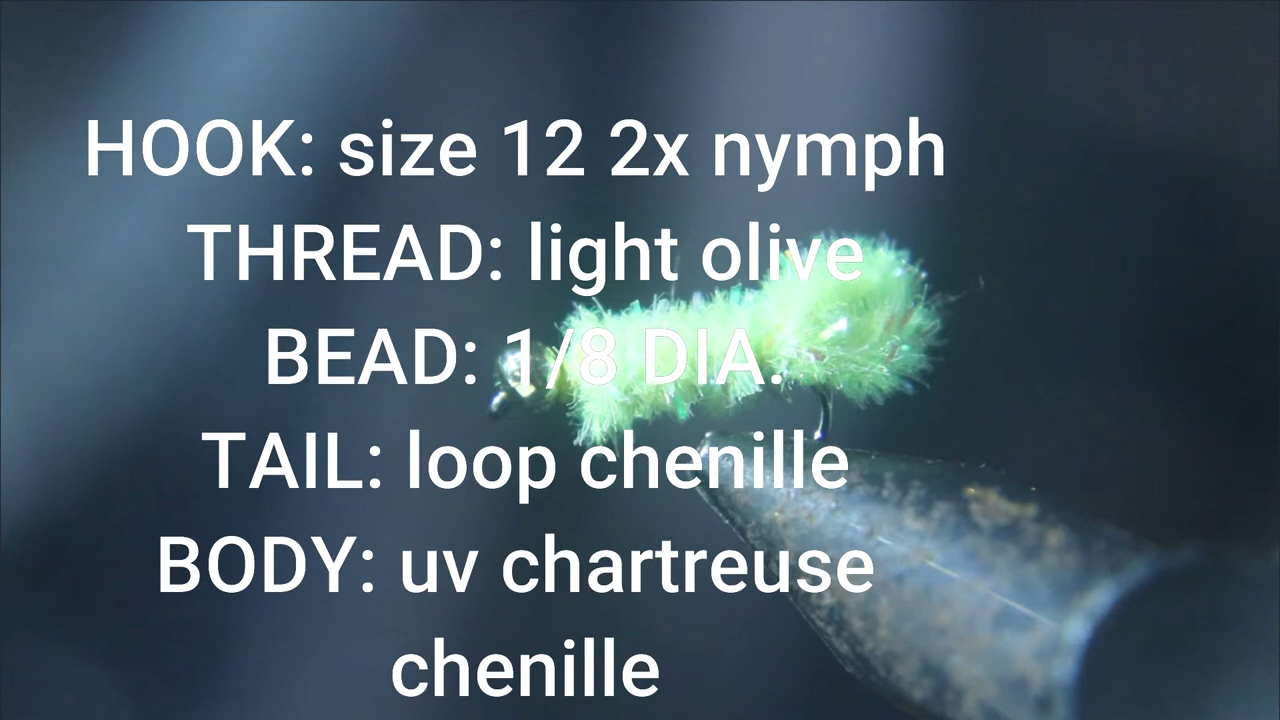 HOOK: size 12 2x nymph
THREAD: light olive
BEAD: 1/8 DIA.
TAIL: loop chenille
BODY: uv chartreuse
chenille